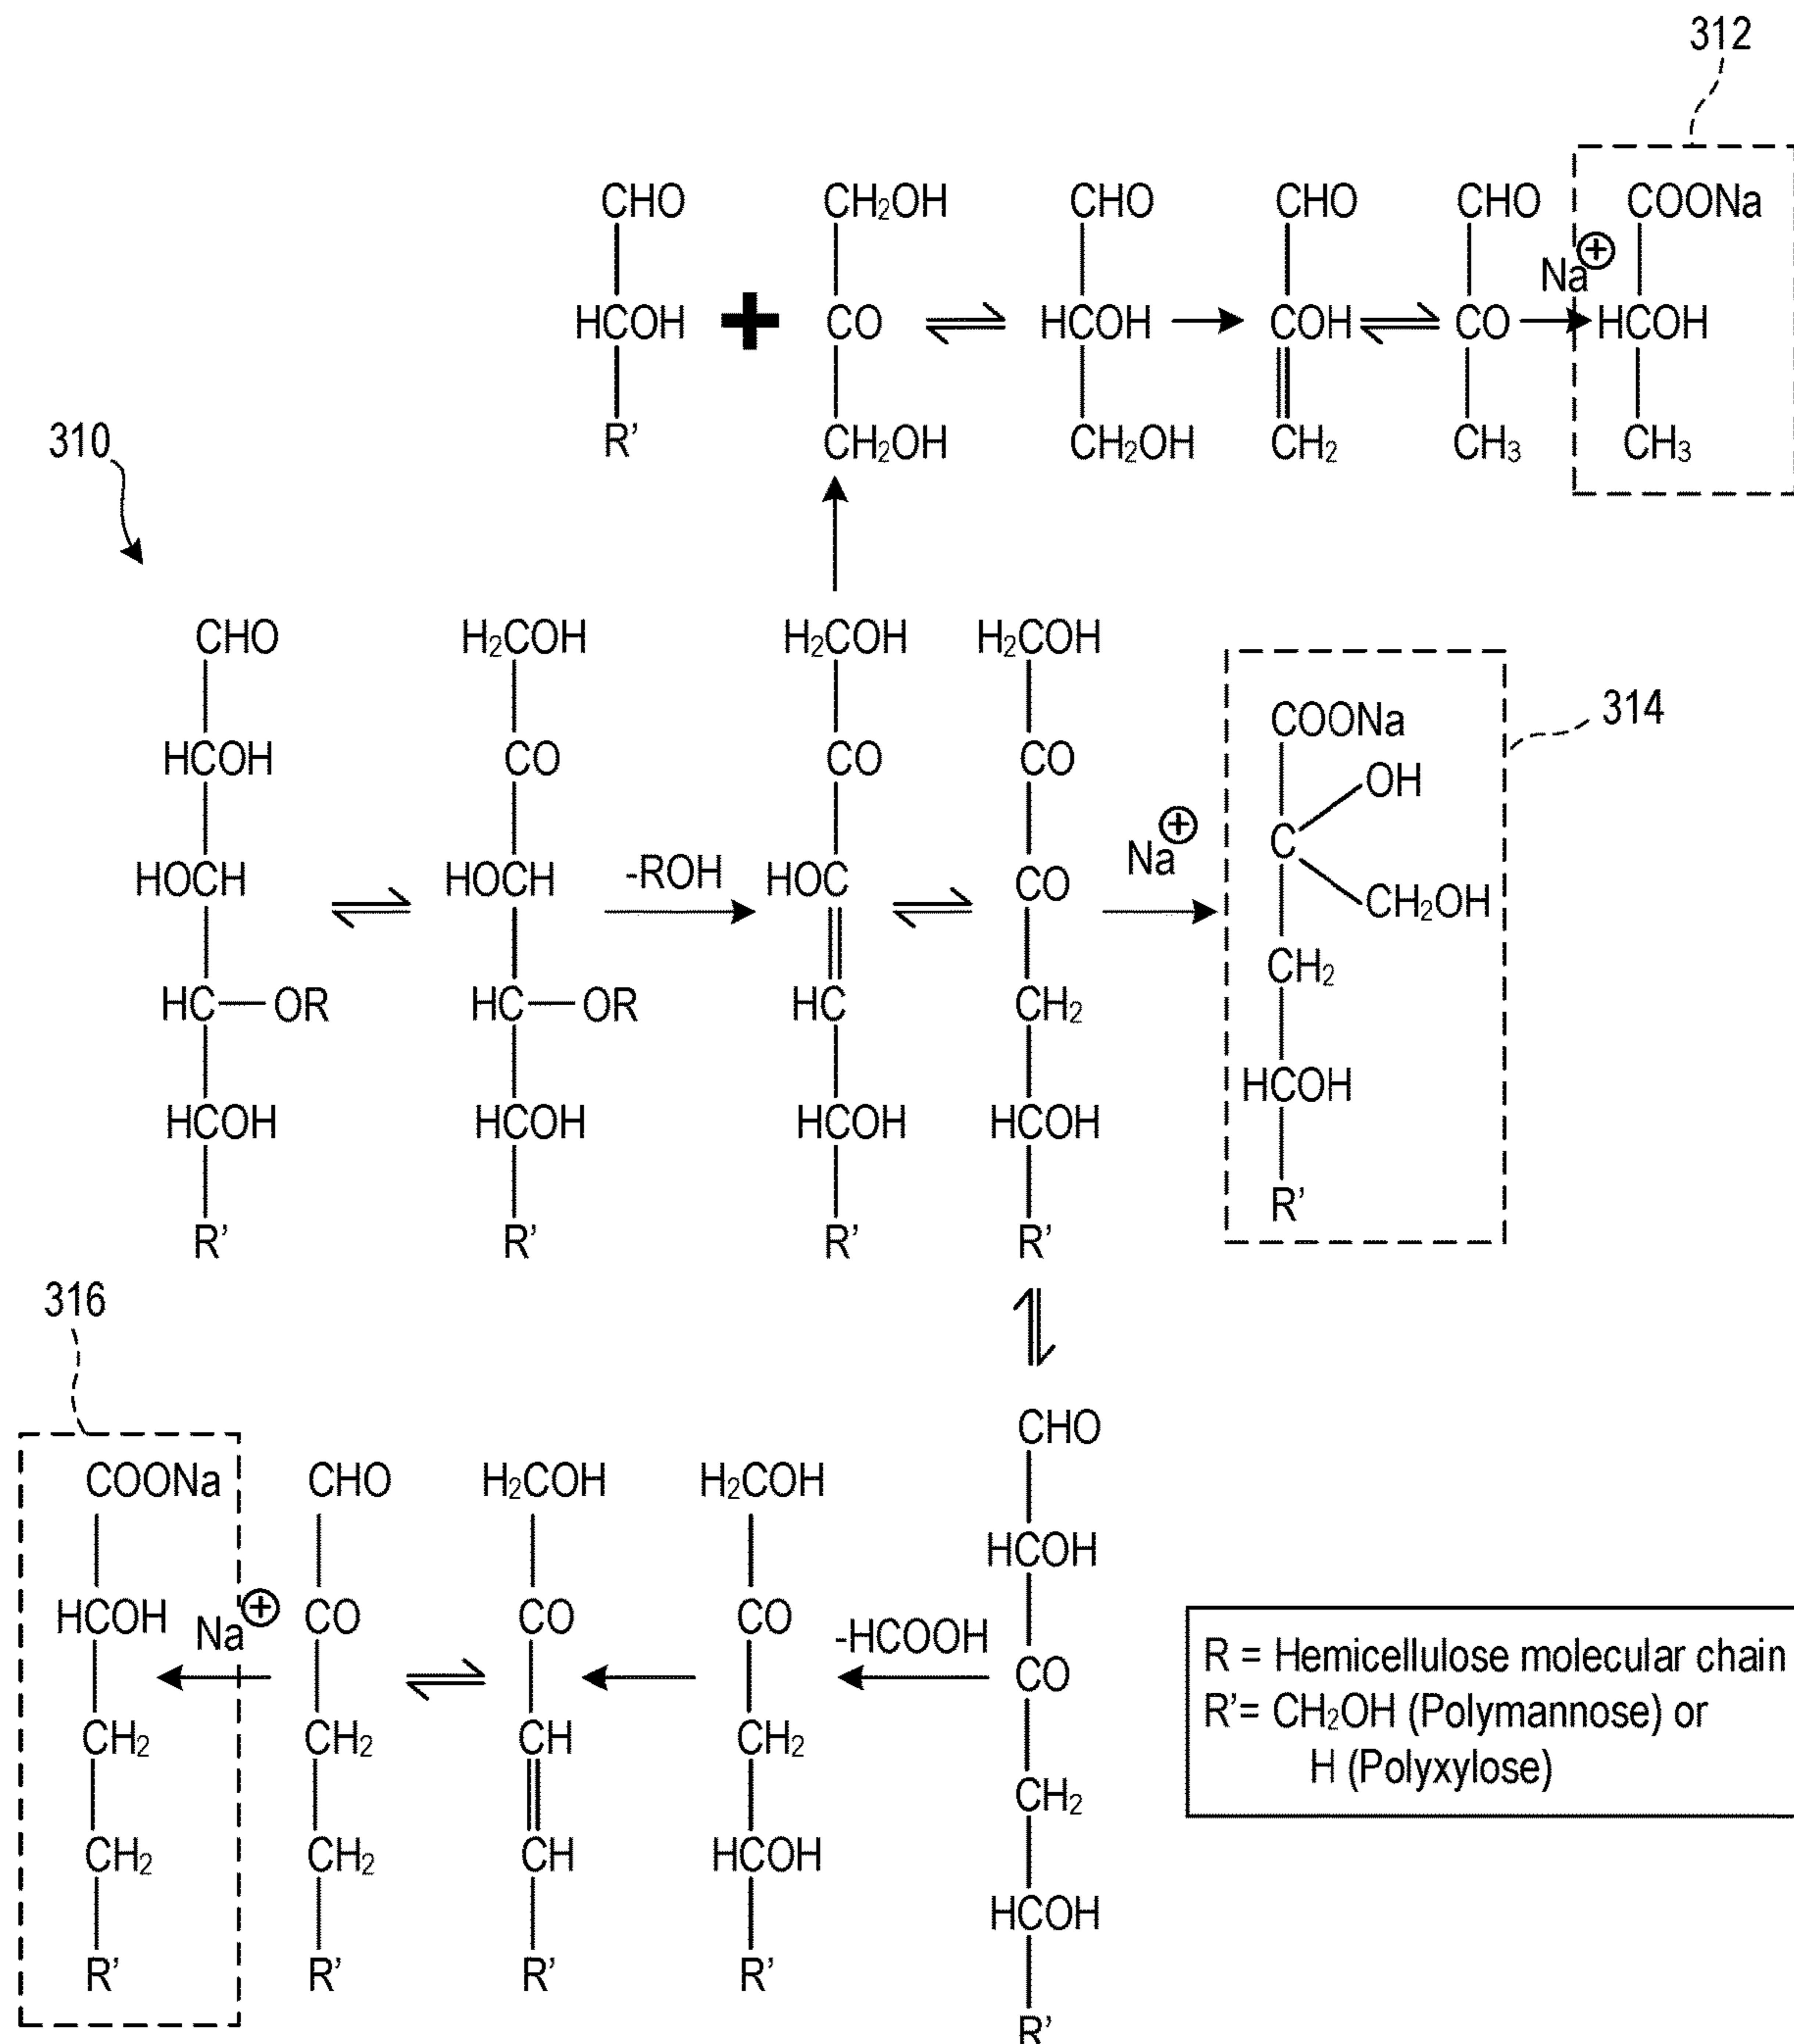 312
CHO CH₂OH CHO CHO CHO COONa
Na⊕
HCOH + CO ⇌ HCOH → COH ⇌ CO → HCOH
R' CH₂OH CH₂OH CH₂ CH₃ CH₃
310
CHO H₂COH H₂COH H₂COH
COONa 314
HCOH CO CO CO
OH
HOCH ⇌ HOCH -ROH HOC ⇌ CO Na⊕ C
CH₂OH
CH₂
HC—OR HC—OR HC CH₂
HCOH HCOH HCOH HCOH HCOH
R'
R' R' R' R'
316
⇌
CHO
COONa CHO H₂COH H₂COH
HCOH
HCOH Na⊕ CO CO CO -HCOOH
⇌ CO
CH₂ CH₂ CH CH₂
CH₂
CH₂ CH₂ CH HCOH
HCOH
R' R' R' R'
R'
R = Hemicellulose molecular chain
R'= CH₂OH (Polymannose) or
H (Polyxylose)